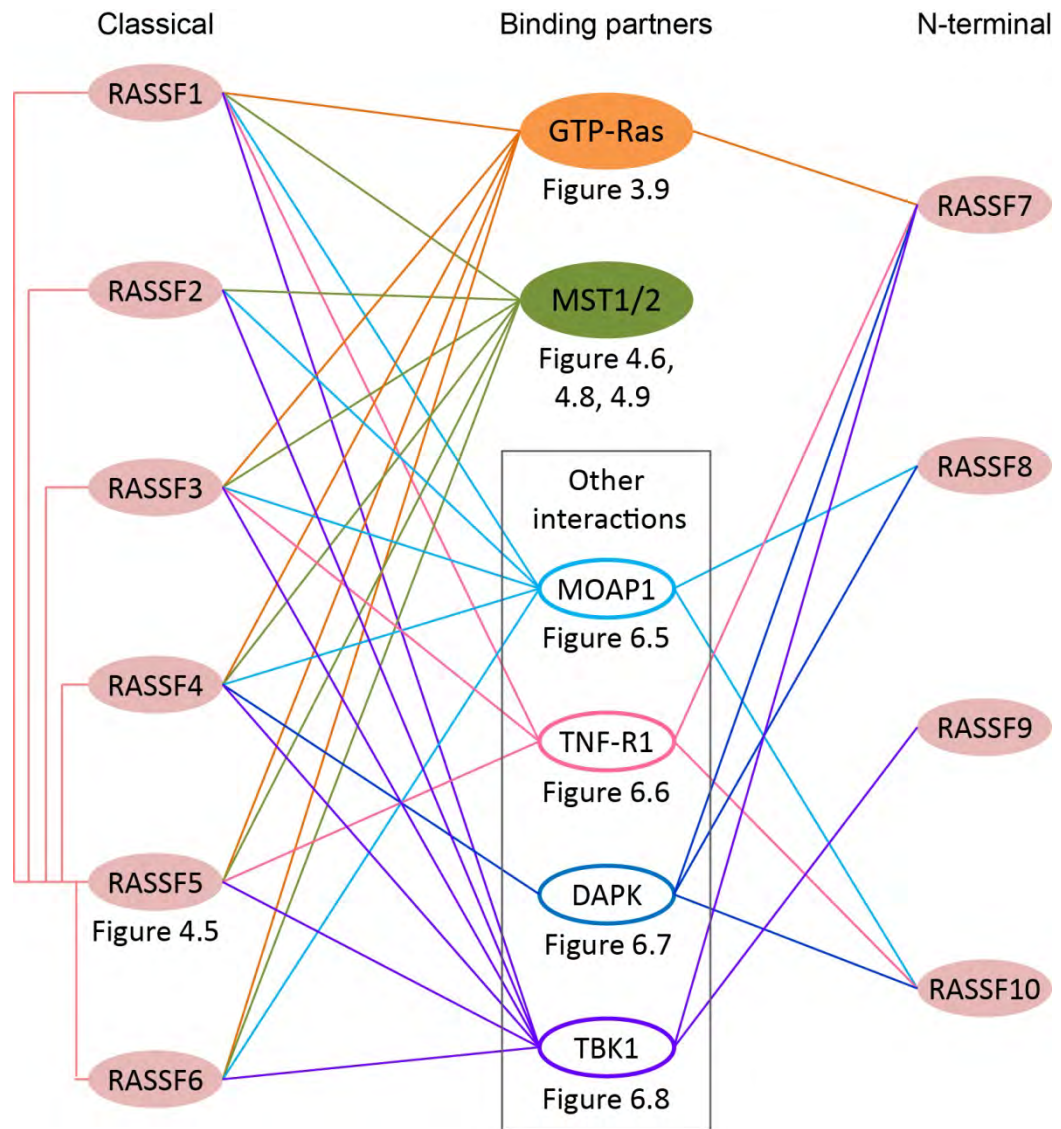 Classical
Binding partners
N-terminal
RASSF1
GTP-Ras
Figure 3.9
RASSF7
RASSF2
MST1/2
Figure 4.6,
4.8, 4.9
RASSF3
Other
interactions
RASSF8
MOAP1
Figure 6.5
RASSF4
TNF-R1
Figure 6.6
RASSF9
RASSF5
Figure 4.5
DAPK
Figure 6.7
RASSF10
RASSF6
TBK1
Figure 6.8